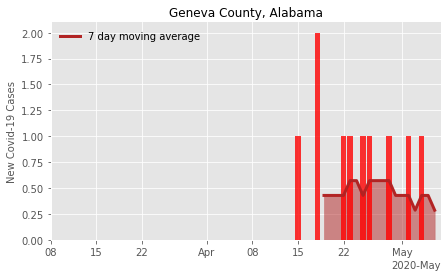 Geneva County, Alabama
7 day moving average
New Covid-19 Cases
2.00
1.75
1.50
1.25
1.00
0.75
0.50
0.25
0.00
08 15 22 Apr 08 15 22 May
2020-May